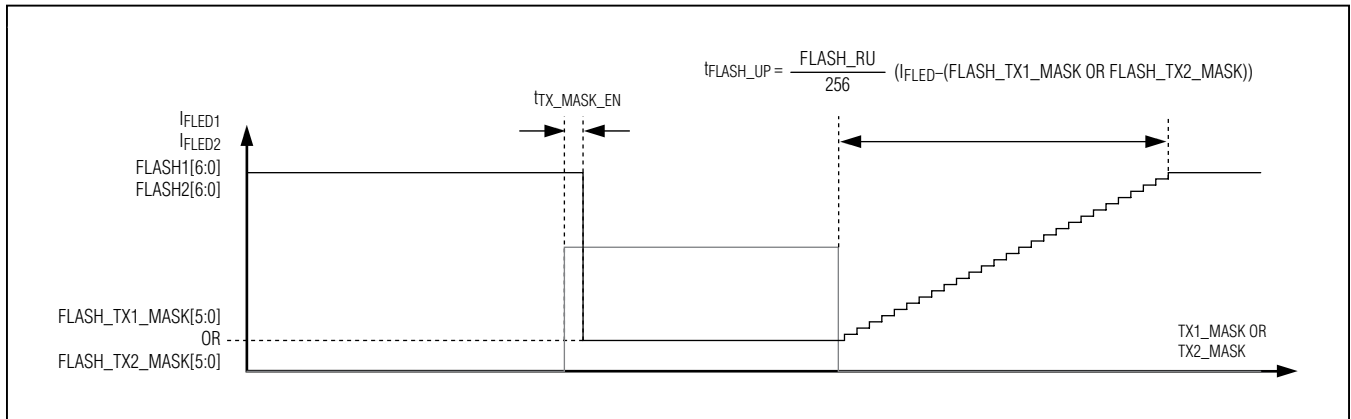 tFLASH_UP = FLASH_RU / 256 (IFLED–(FLASH_TX1_MASK OR FLASH_TX2_MASK))
tTX_MASK_EN
IFLED1
IFLED2
FLASH1[6:0]
FLASH2[6:0]
FLASH_TX1_MASK[5:0]
OR
FLASH_TX2_MASK[5:0]
TX1_MASK OR
TX2_MASK